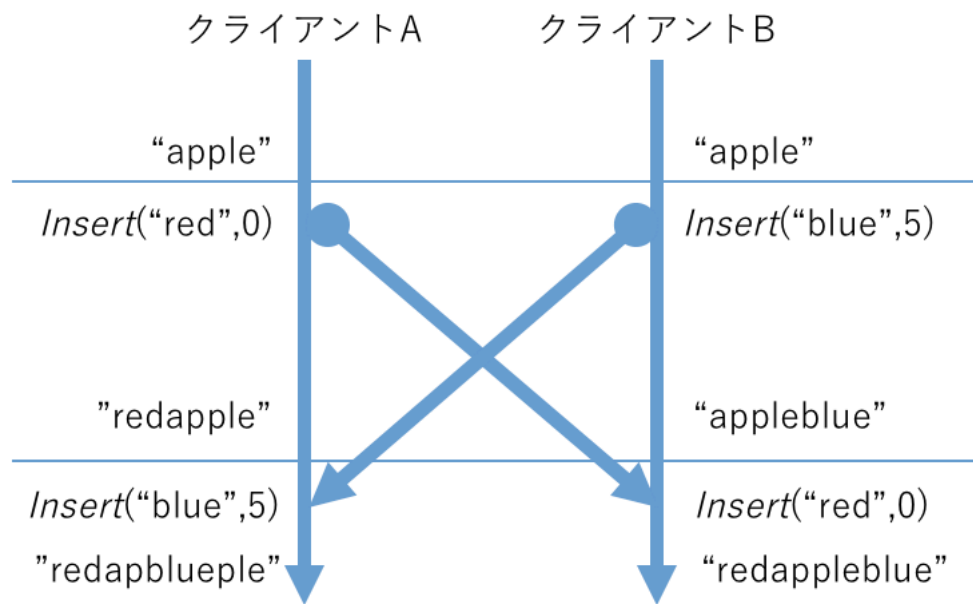 クライアントA
クライアントB
“apple”
“apple”
Insert(“red”,0)
Insert(“blue”,5)
”redapple”
“appleblue”
Insert(“blue”,5)
Insert(“red”,0)
”redapblueple”
“redappleblue”